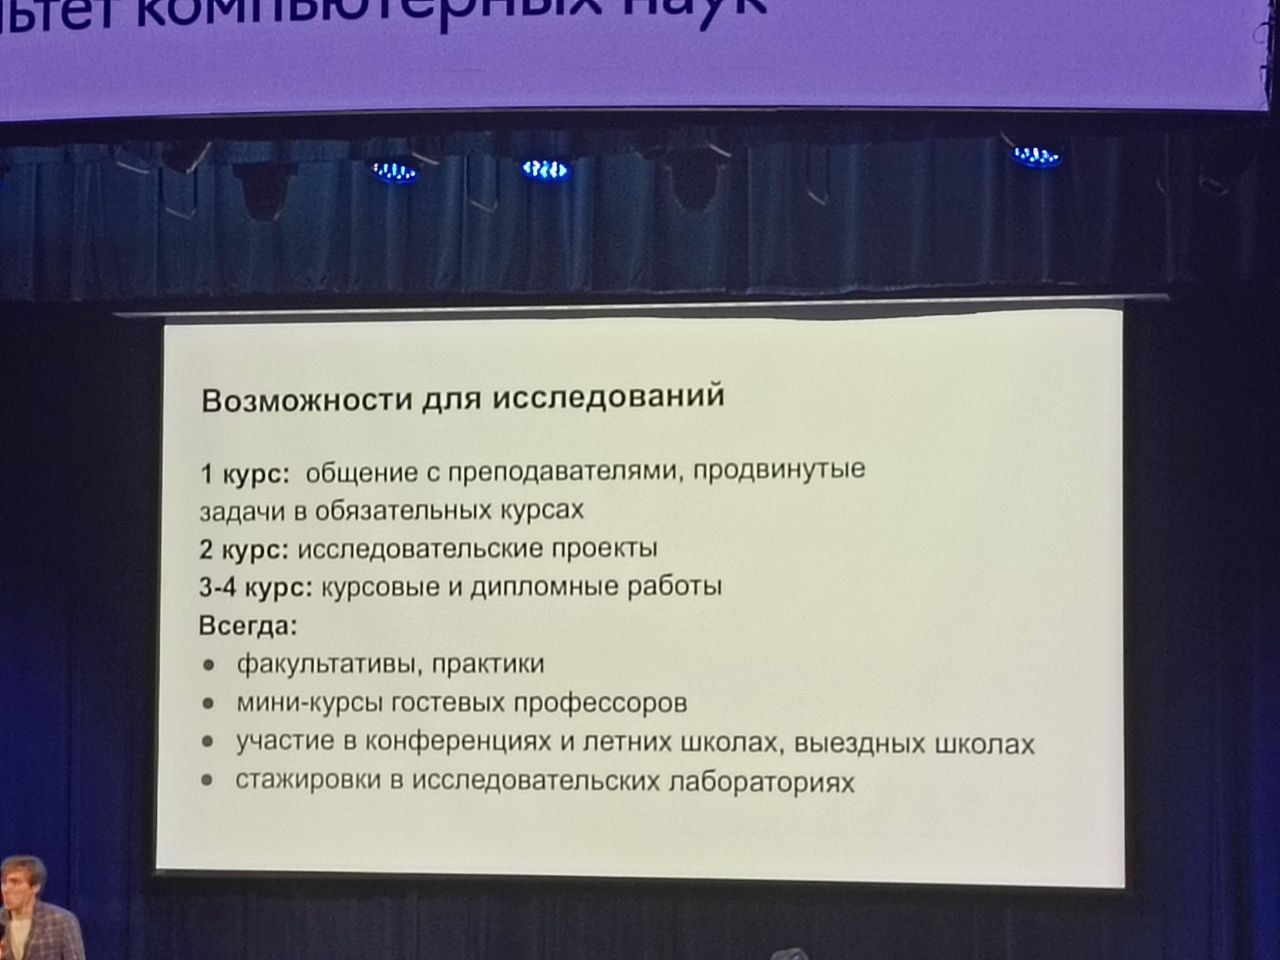 компьютерных наук
Возможности для исследований
1 курс: общение с преподавателями, продвинутые
задачи в обязательных курсах
2 курс: исследовательские проекты
3-4 курс: курсовые и дипломные работы
Всегда:
● факультативы, практики
● мини-курсы гостевых профессоров
● участие в конференциях и летних школах, выездных школах
● стажировки в исследовательских лабораториях